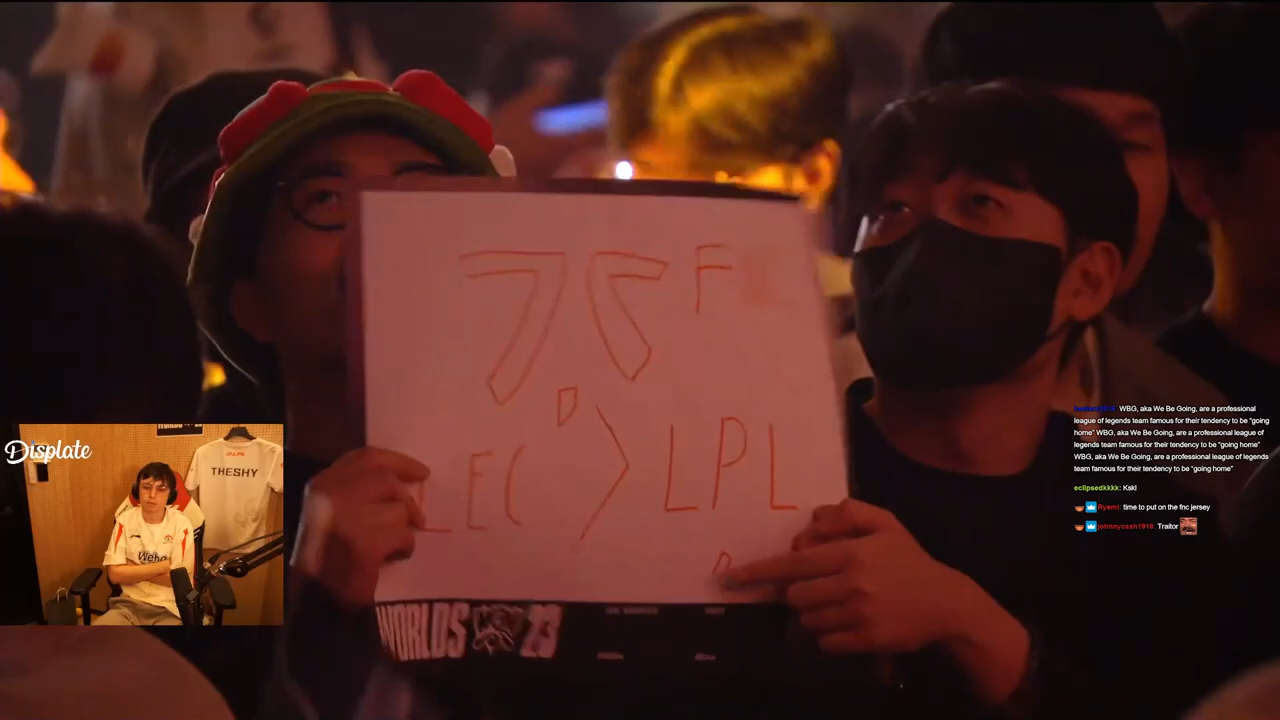 F
LEC > LPL
WORLDS 23
Displate
THESHY
Weibo
WBG, aka We Be Going, are a professional
league of legends team famous for their tendency to be "going
home" WBG, aka We Be Going, are a professional league of
legends team famous for their tendency to be "going home"
WBG, aka We Be Going, are a professional league of legends
team famous for their tendency to be "going home"
eclipsedkkkk: Kskl
Ryemi: time to put on the fnc jersey
johnnycash1918: Traitor